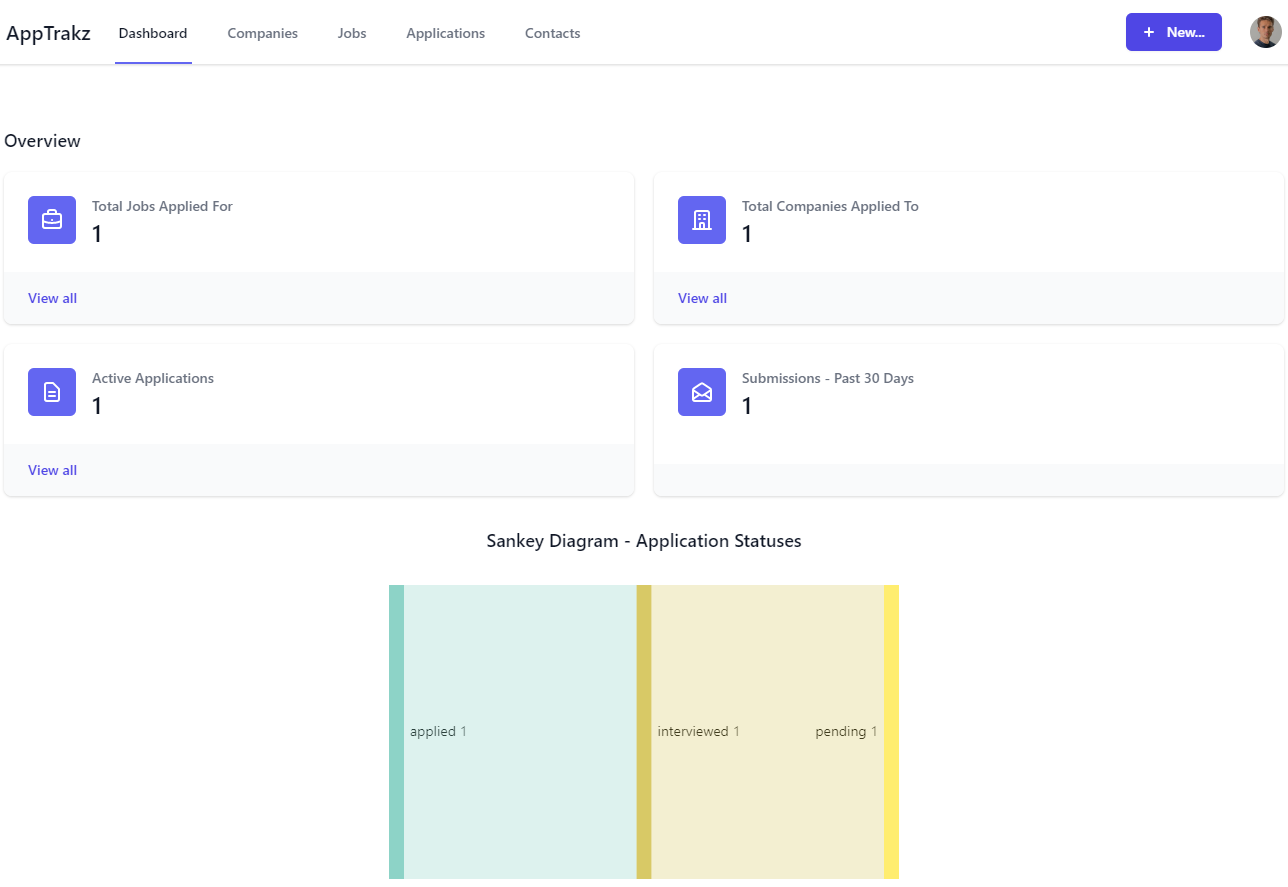 AppTrakz Dashboard Companies Jobs Applications Contacts + New...
Overview
Total Jobs Applied For
1
View all
Total Companies Applied To
1
View all
Active Applications
1
View all
Submissions - Past 30 Days
1
Sankey Diagram - Application Statuses
applied 1 interviewed 1 pending 1